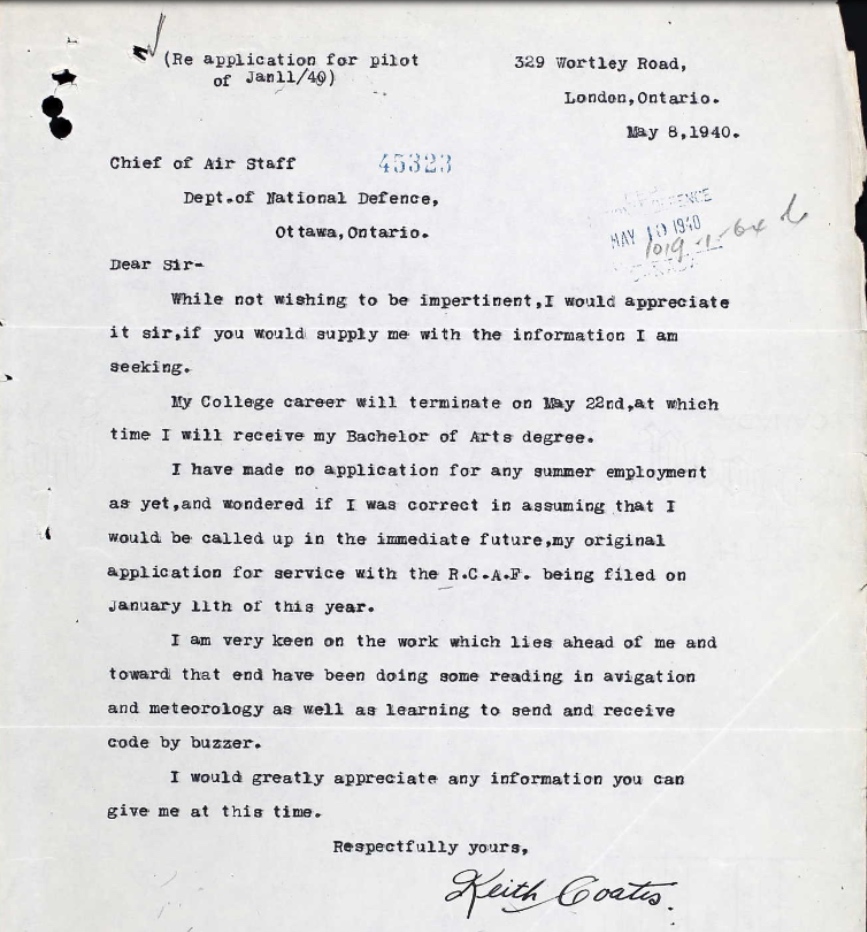 (Re application for pilot
of Jan11/40)
329 Wortley Road,
London,Ontario.
May 8,1940.
Chief of Air Staff
45323
Dept.of National Defence,
Ottawa,Ontario.
DEFENCE
MAY 10 1940
1019-1-64
CANADA
Dear Sir-
While not wishing to be impertinent,I would appreciate
it sir,if you would supply me with the information I am
seeking.
My College career will terminate on May 22nd,at which
time I will receive my Bachelor of Arts degree.
I have made no application for any summer employment
as yet,and wondered if I was correct in assuming that I
would be called up in the immediate future,my original
application for service with the R.C.A.F. being filed on
January 11th of this year.
I am very keen on the work which lies ahead of me and
toward that end have been doing some reading in avigation
and meteorology as well as learning to send and receive
code by buzzer.
I would greatly appreciate any information you can
give me at this time.
Respectfully yours,
Keith Coates.